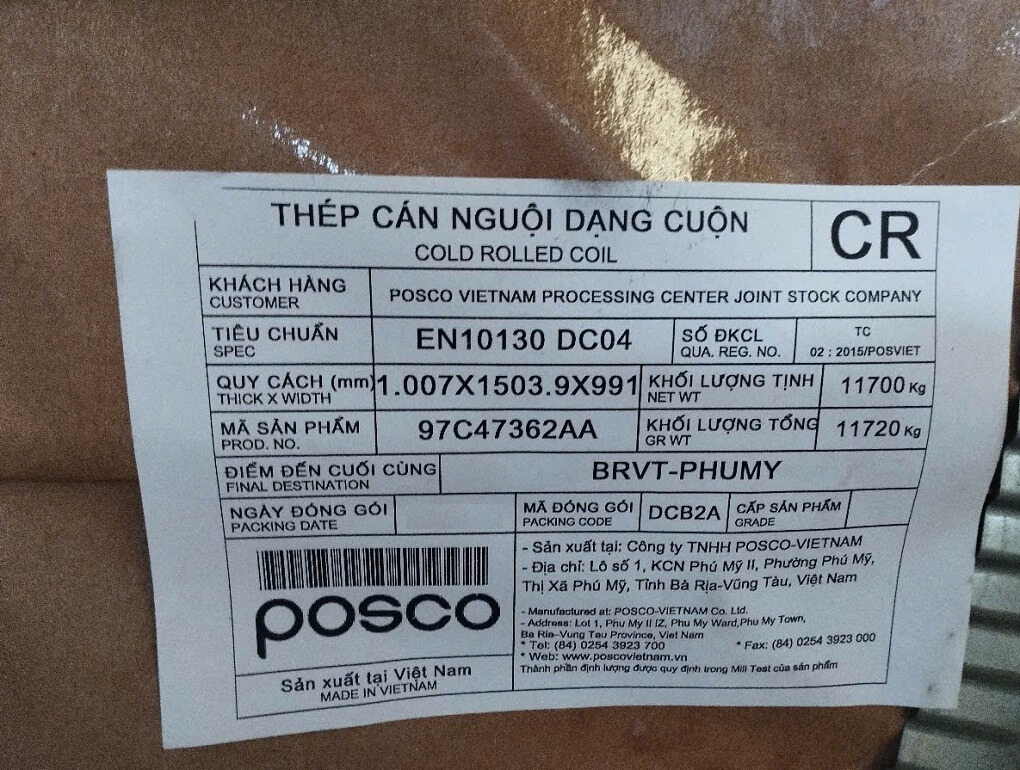 THÉP CÁN NGUỘI DẠNG CUỘN
COLD ROLLED COIL
CR
KHÁCH HÀNG
CUSTOMER
POSCO VIETNAM PROCESSING CENTER JOINT STOCK COMPANY
TIÊU CHUẨN
SPEC
EN10130 DC04
SỐ ĐKCL
QUA. REG. NO.
TC
02 : 2015/POSVIET
QUY CÁCH (mm)
THICK X WIDTH
1.007X1503.9X991
KHỐI LƯỢNG TỊNH
NET WT
11700 Kg
MÃ SẢN PHẨM
PROD. NO.
97C47362AA
KHỐI LƯỢNG TỔNG
GR WT
11720 Kg
ĐIỂM ĐẾN CUỐI CÙNG
FINAL DESTINATION
BRVT-PHUMY
NGÀY ĐÓNG GÓI
PACKING DATE
MÃ ĐÓNG GÓI
PACKING CODE
DCB2A
CẤP SẢN PHẨM
GRADE
posco
Sản xuất tại Việt Nam
MADE IN VIETNAM
- Sản xuất tại: Công ty TNHH POSCO-VIETNAM
- Địa chỉ: Lô số 1, KCN Phú Mỹ II, Phường Phú Mỹ,
Thị Xã Phú Mỹ, Tỉnh Bà Rịa-Vũng Tàu, Việt Nam
- Manufactured at: POSCO-VIETNAM Co. Ltd.
- Address: Lot 1, Phu My II IZ, Phu My Ward,Phu My Town,
Ba Ria-Vung Tau Province, Viet Nam
* Tel: (84) 0254 3923 700 * Fax: (84) 0254 3923 000
* Web: www.poscovietnam.vn
Thành phần định lượng được quy định trong Mill Test của sản phẩm